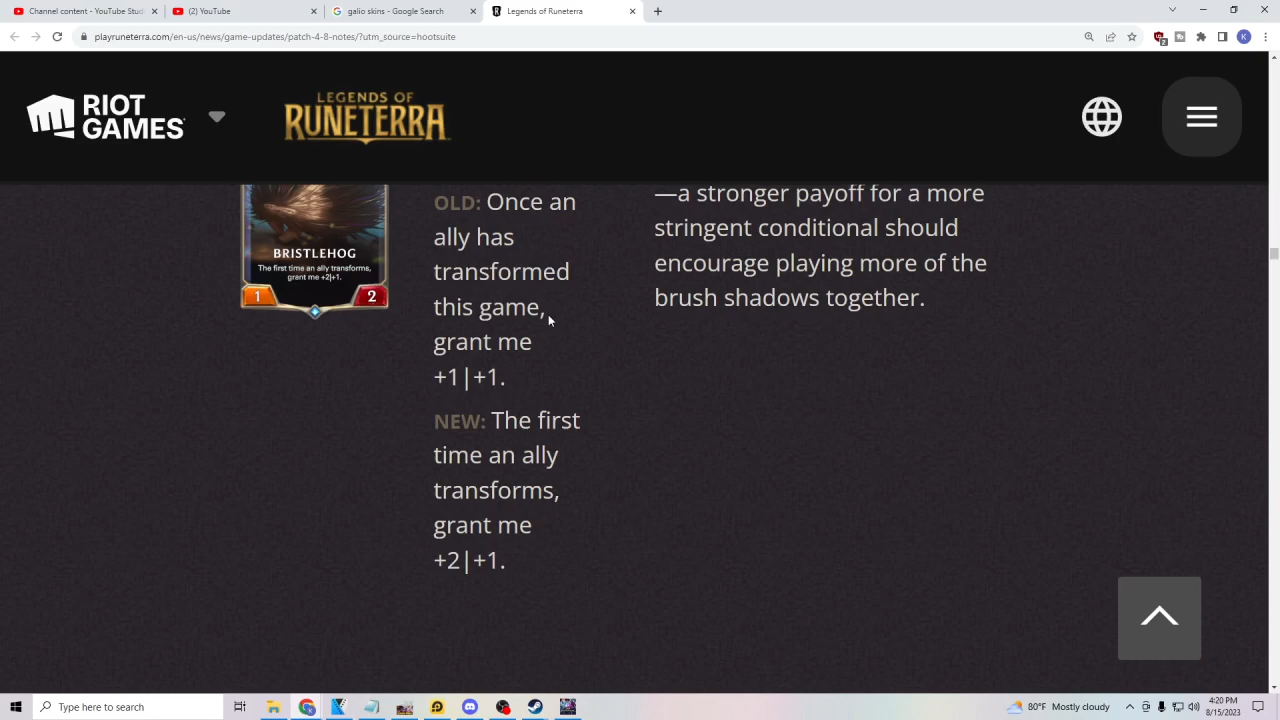 Channel content - YouTube Stud
(2) YouTube
galio skins - Google Search
Legends of Runeterra
playruneterra.com/en-us/news/game-updates/patch-4-8-notes/?utm_source=hootsuite
2
K
RIOT
GAMES
LEGENDS OF
RUNETERRA
BRISTLEHOG
The first time an ally transforms,
grant me +2|+1.
1
2
OLD: Once an
ally has
transformed
this game,
grant me
+1|+1.
NEW: The first
time an ally
transforms,
grant me
+2|+1.
—a stronger payoff for a more
stringent conditional should
encourage playing more of the
brush shadows together.
Type here to search
80°F Mostly cloudy
4:20 PM
8/15/2023